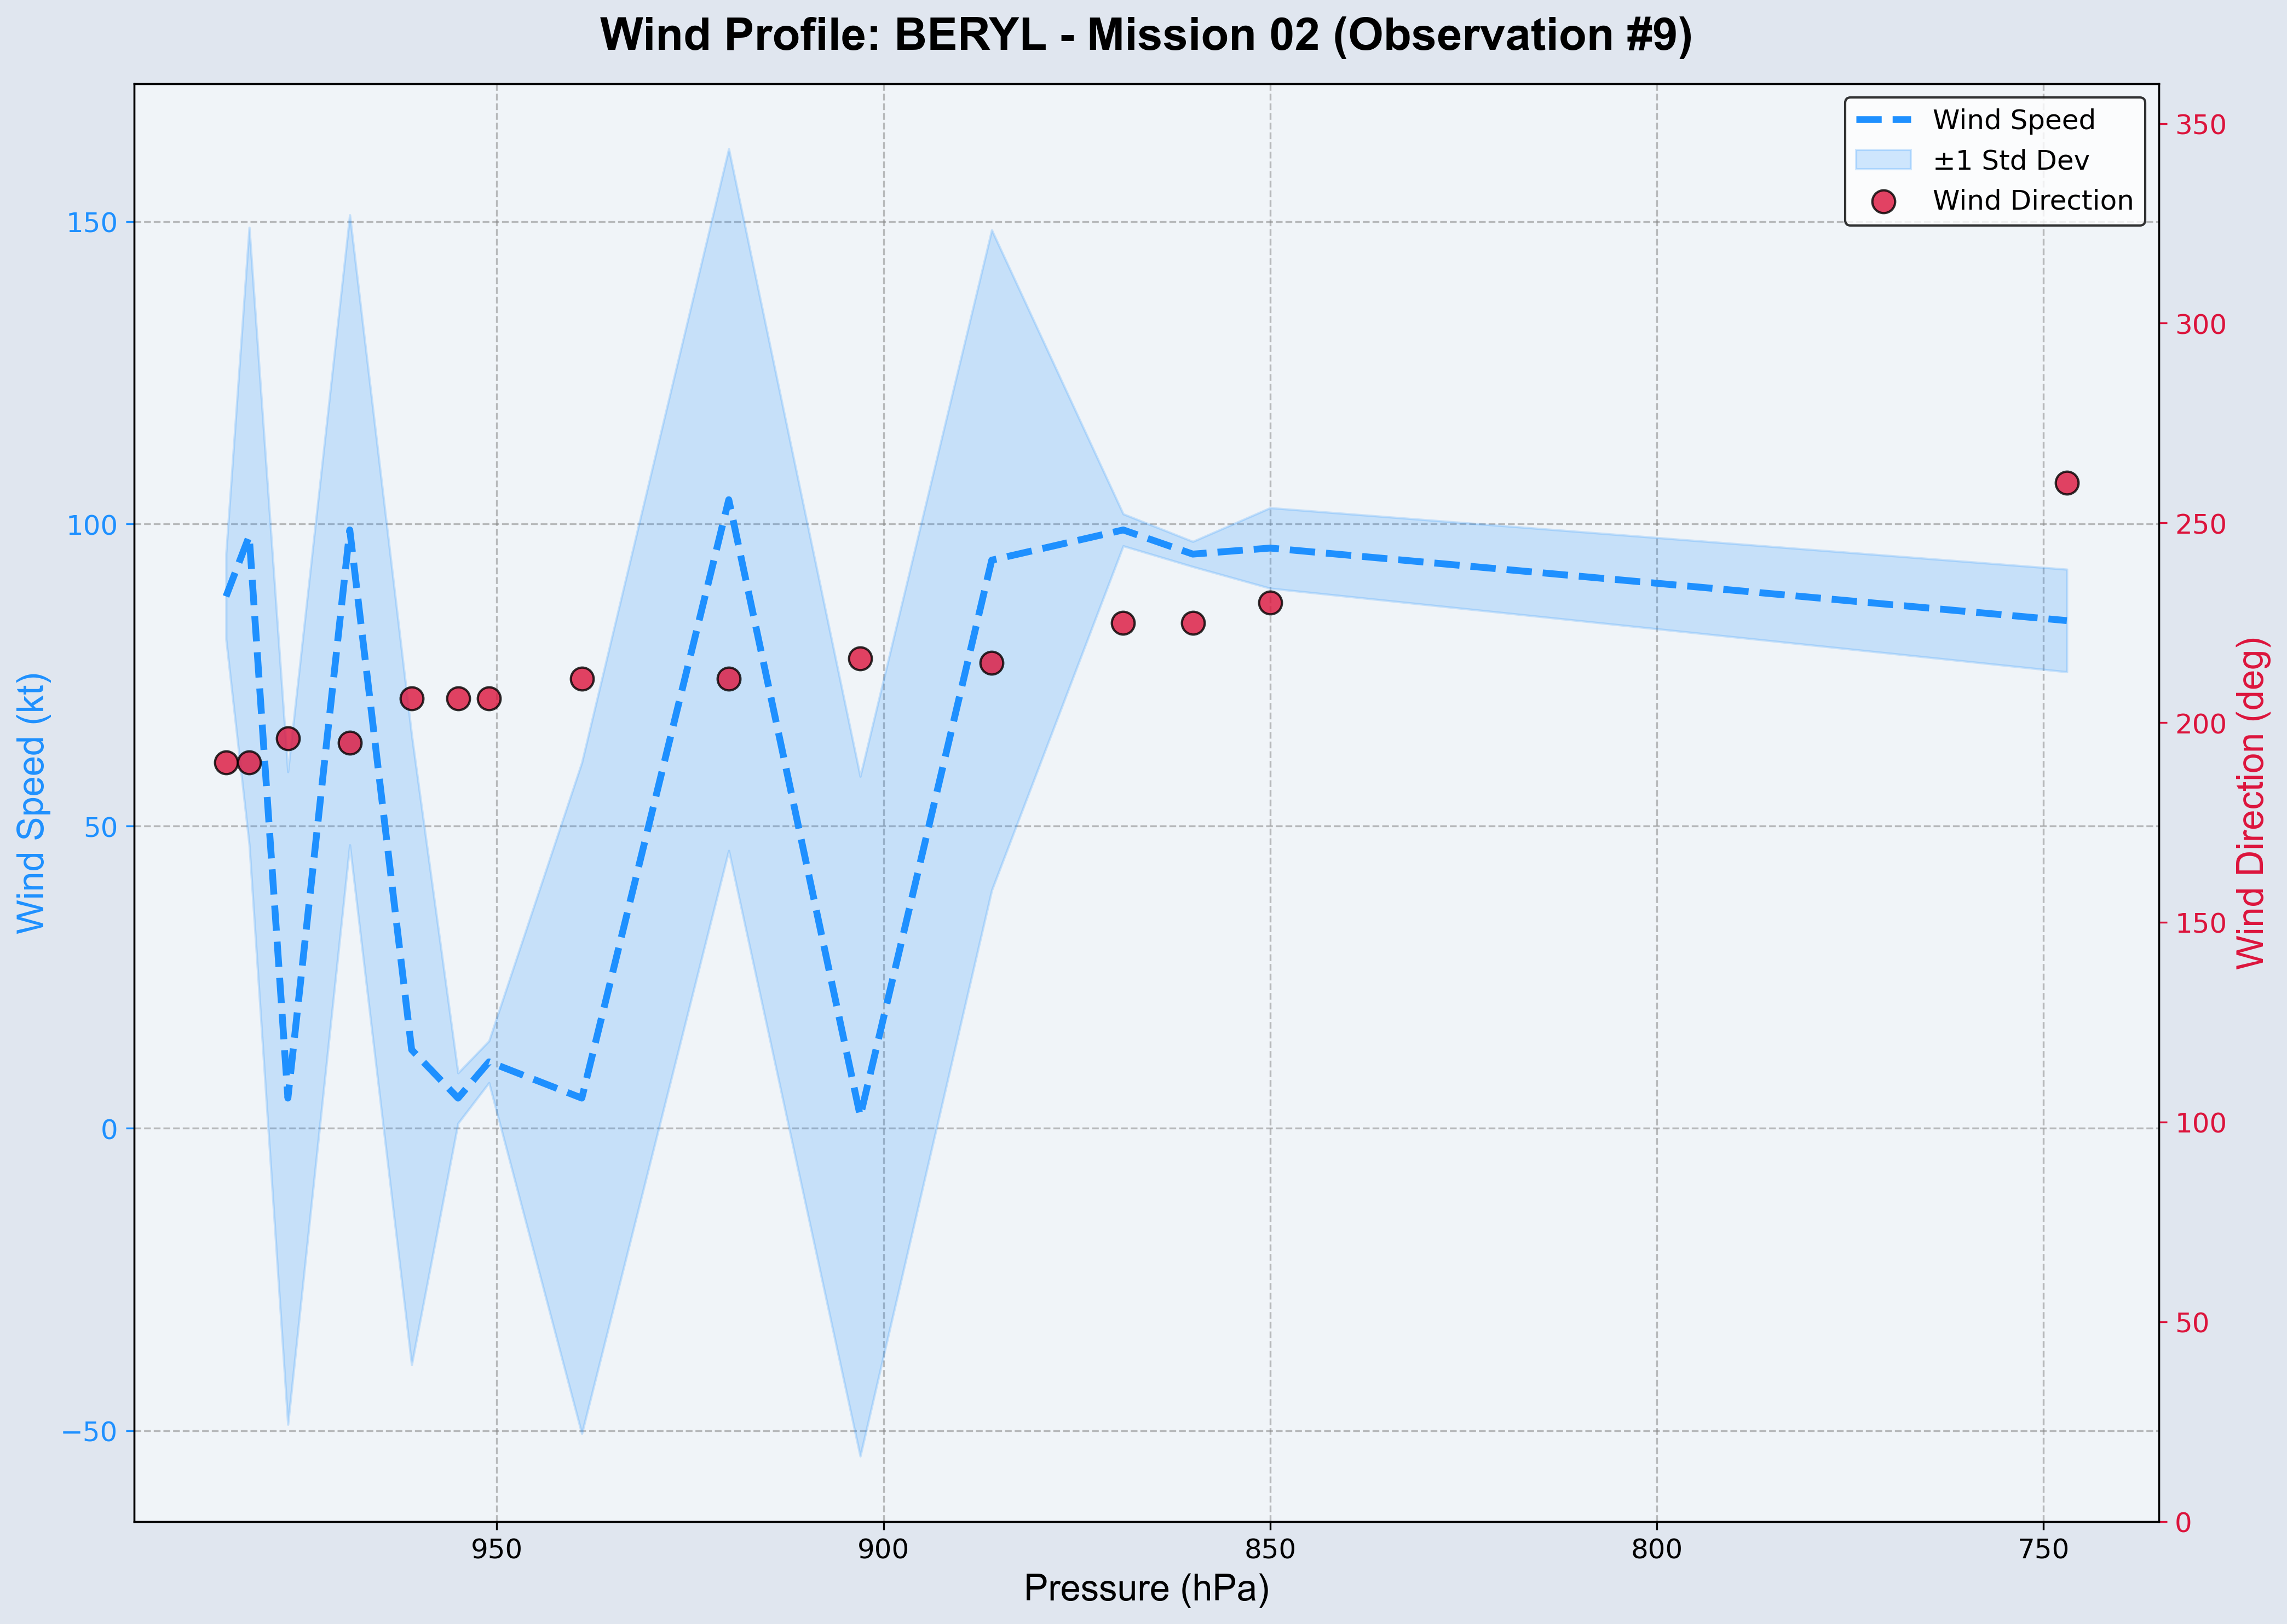 Wind Profile: BERYL - Mission 02 (Observation #9)
Wind Speed
±1 Std Dev
Wind Direction
150
100
50
0
−50
Wind Speed (kt)
350
300
250
200
150
100
50
0
Wind Direction (deg)
950
900
850
800
750
Pressure (hPa)